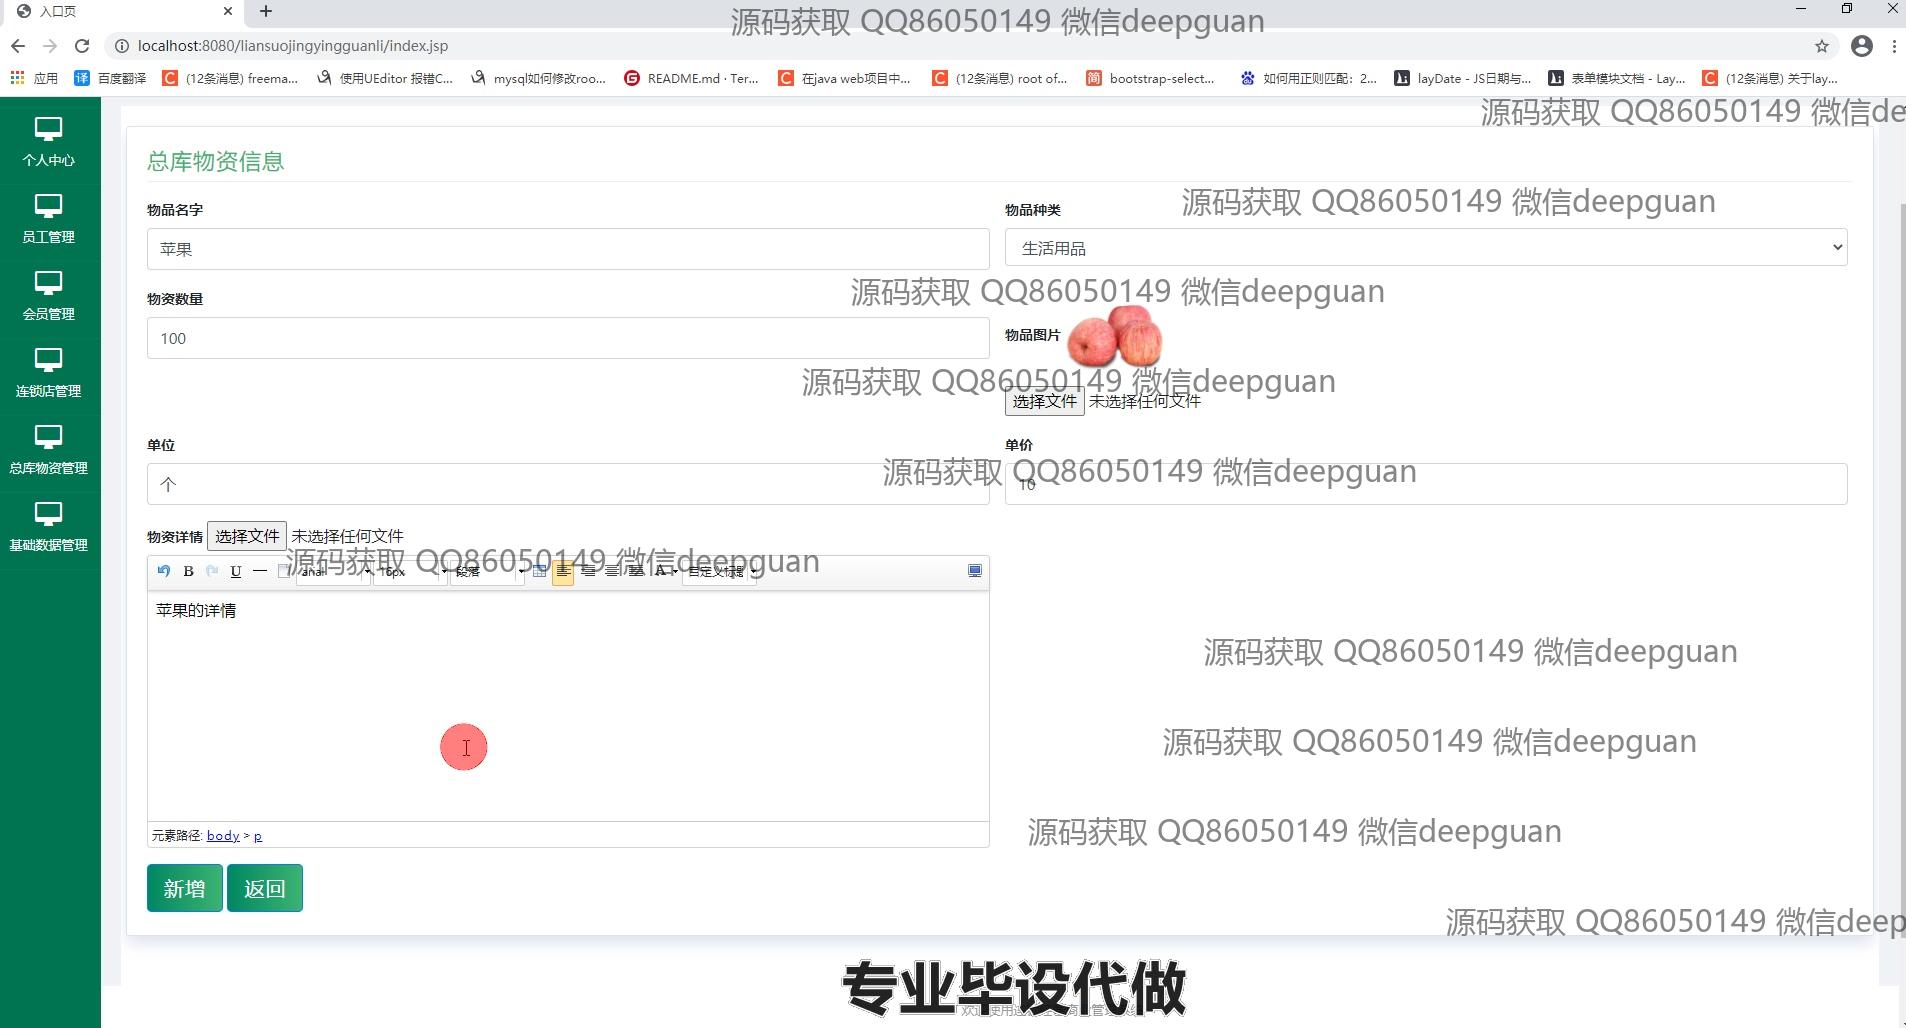 入口页
源码获取 QQ86050149 微信deepguan
localhost:8080/liansuojingyingguanli/index.jsp
应用 百度翻译 (12条消息) freema... 使用UEditor 报错C... mysql如何修改roo... README.md · Ter... 在java web项目中... (12条消息) root of... bootstrap-select... 如何用正则匹配：2... layDate - JS日期与... 表单模块文档 - Lay... (12条消息) 关于lay...
源码获取 QQ86050149 微信de
个人中心
员工管理
会员管理
连锁店管理
总库物资管理
基础数据管理
总库物资信息
源码获取 QQ86050149 微信deepguan
物品名字
苹果
物品种类
生活用品
源码获取 QQ86050149 微信deepguan
物资数量
100
物品图片
源码获取 QQ86050149 微信deepguan
选择文件 未选择任何文件
单位
个
单价
10
源码获取 QQ86050149 微信deepguan
物资详情 选择文件 未选择任何文件
源码获取 QQ86050149 微信deepguan
B U arial 16px 段落 A 自定义标题
苹果的详情
源码获取 QQ86050149 微信deepguan
源码获取 QQ86050149 微信deepguan
源码获取 QQ86050149 微信deepguan
元素路径: body > p
新增 返回
源码获取 QQ86050149 微信deep
专业毕设代做